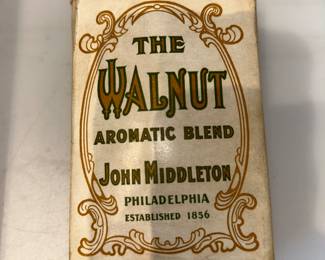 THE
WALNUT
AROMATIC BLEND
JOHN MIDDLETON
PHILADELPHIA
ESTABLISHED 1856